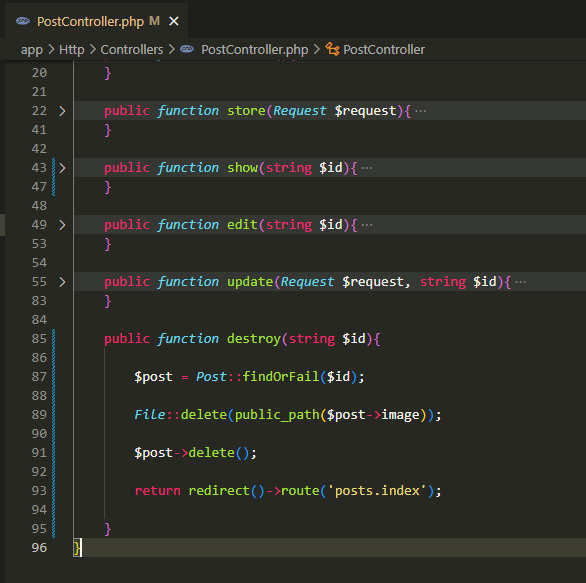 PostController.php M ✕
app > Http > Controllers > PostController.php > PostController
20 }
21
22 > public function store(Request $request){ ⋯
41 }
42
43 > public function show(string $id){ ⋯
47 }
48
49 > public function edit(string $id){ ⋯
53 }
54
55 > public function update(Request $request, string $id){ ⋯
83 }
84
85 public function destroy(string $id){
86
87 $post = Post::findOrFail($id);
88
89 File::delete(public_path($post->image));
90
91 $post->delete();
92
93 return redirect()->route('posts.index');
94
95 }
96 }